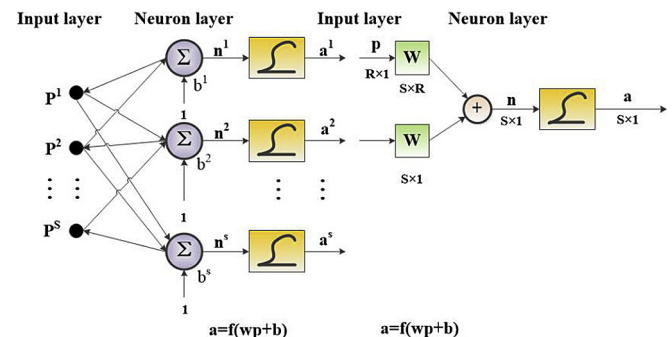 Input layer
Neuron layer
Input layer
Neuron layer
P¹
P²
Pˢ
Σ
b¹
1
n¹
a¹
Σ
b²
1
n²
a²
Σ
bˢ
1
nˢ
aˢ
p
R×1
W
S×R
W
S×1
+
n
S×1
a
S×1
a=f(wp+b)
a=f(wp+b)